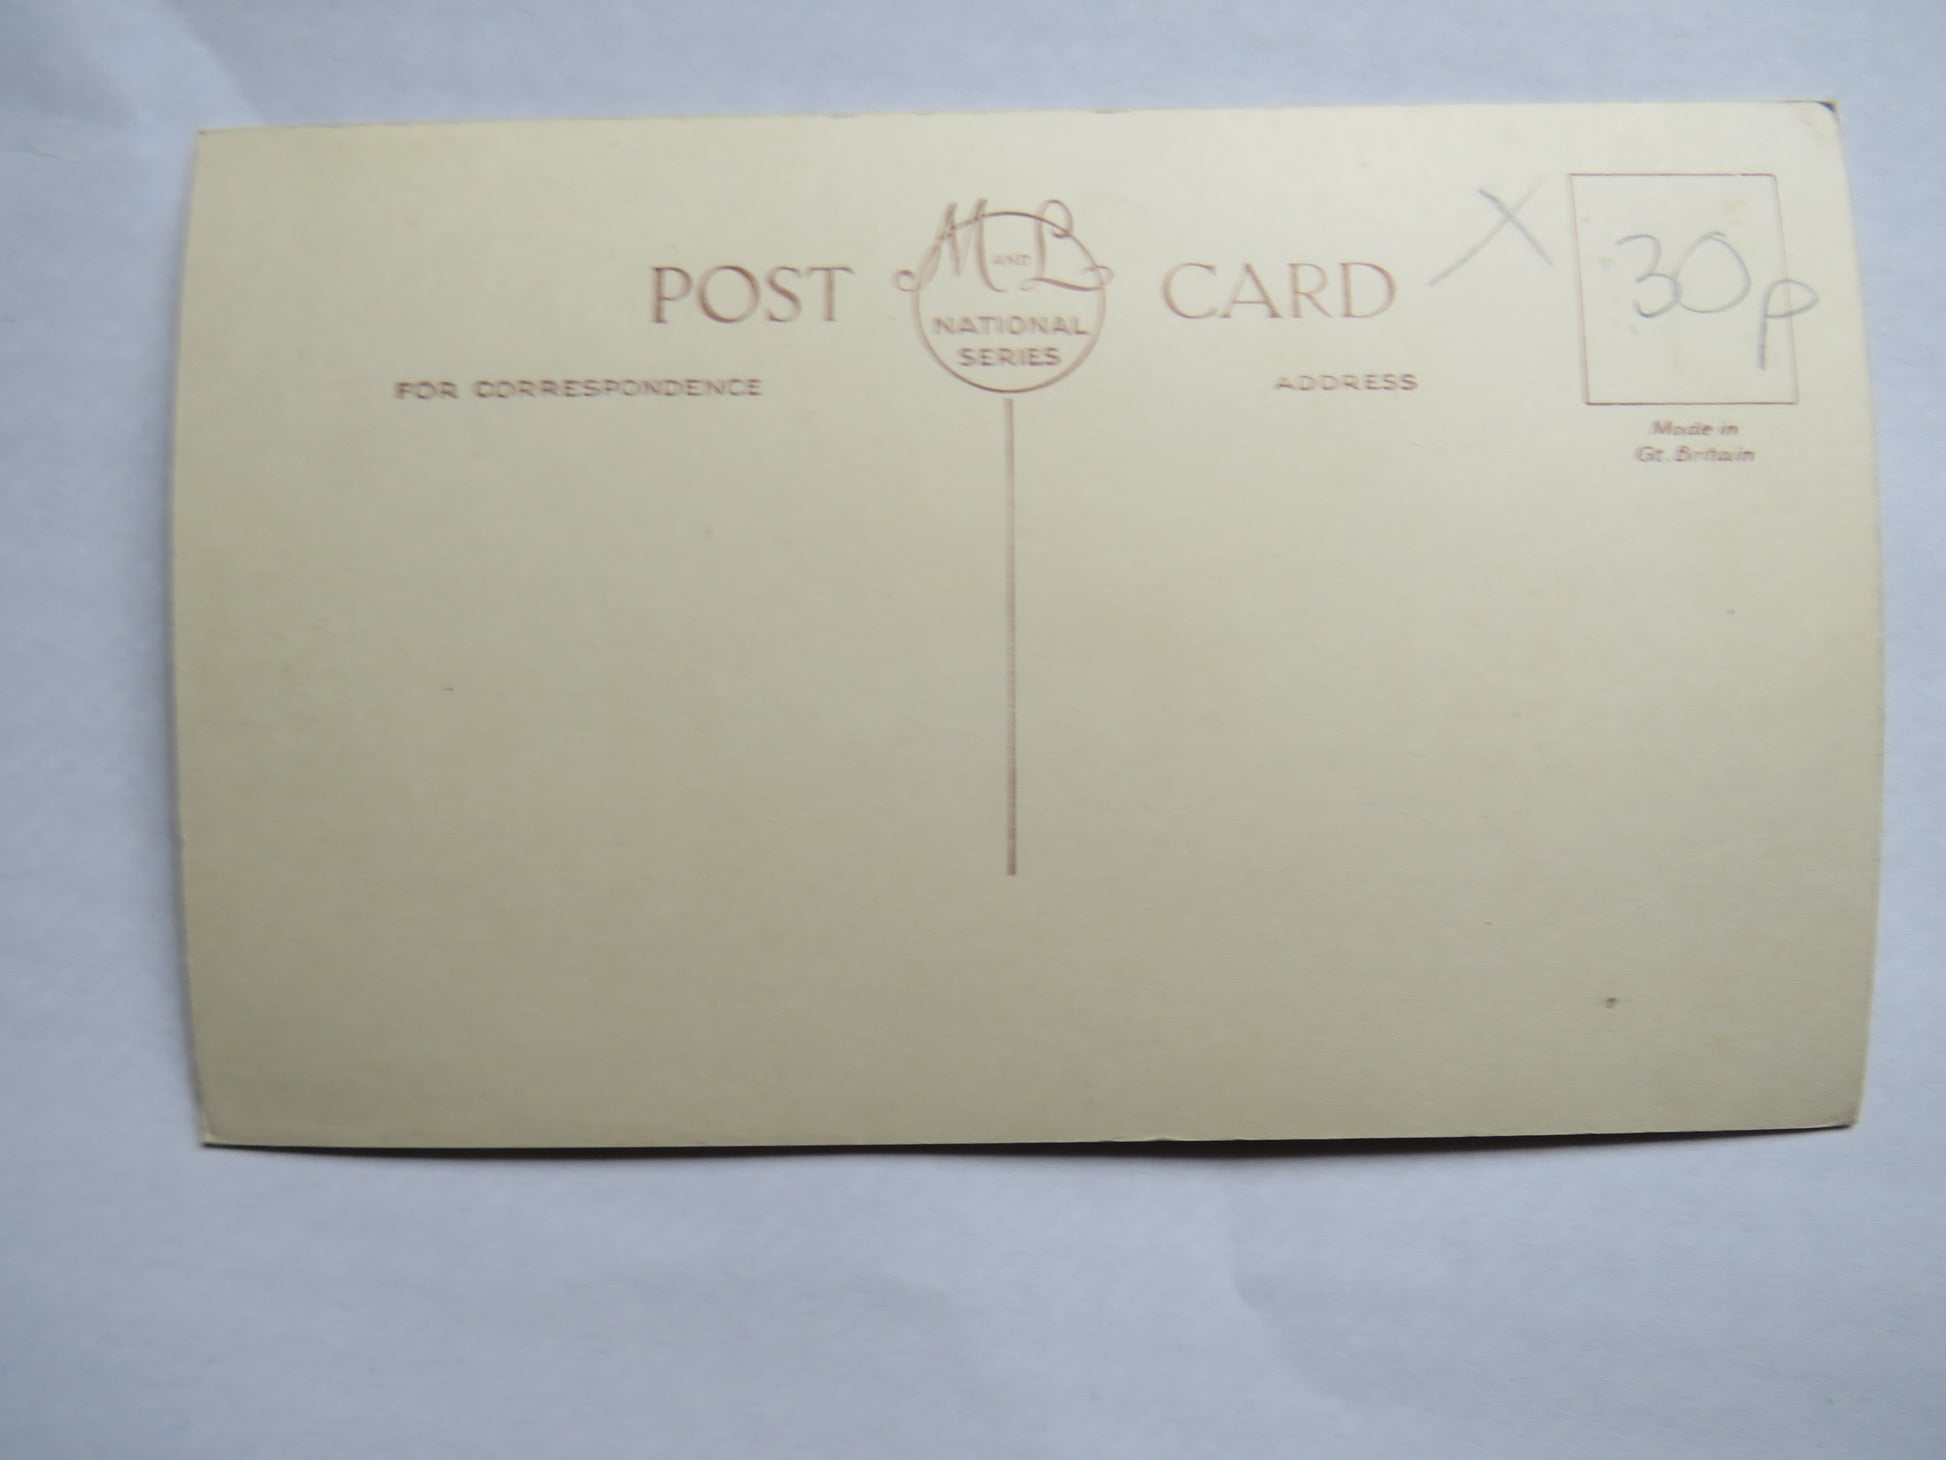 POST M AND L CARD
NATIONAL
SERIES
FOR CORRESPONDENCE
ADDRESS
X
30p
Made in
Gt. Britain